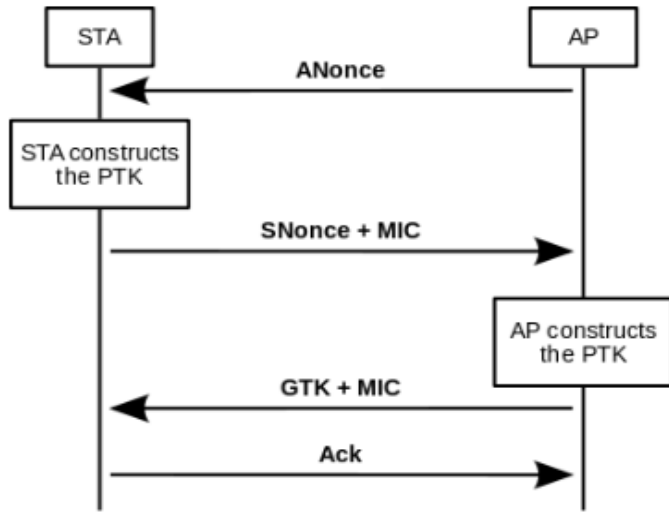 STA
AP
ANonce
STA constructs
the PTK
SNonce + MIC
AP constructs
the PTK
GTK + MIC
Ack